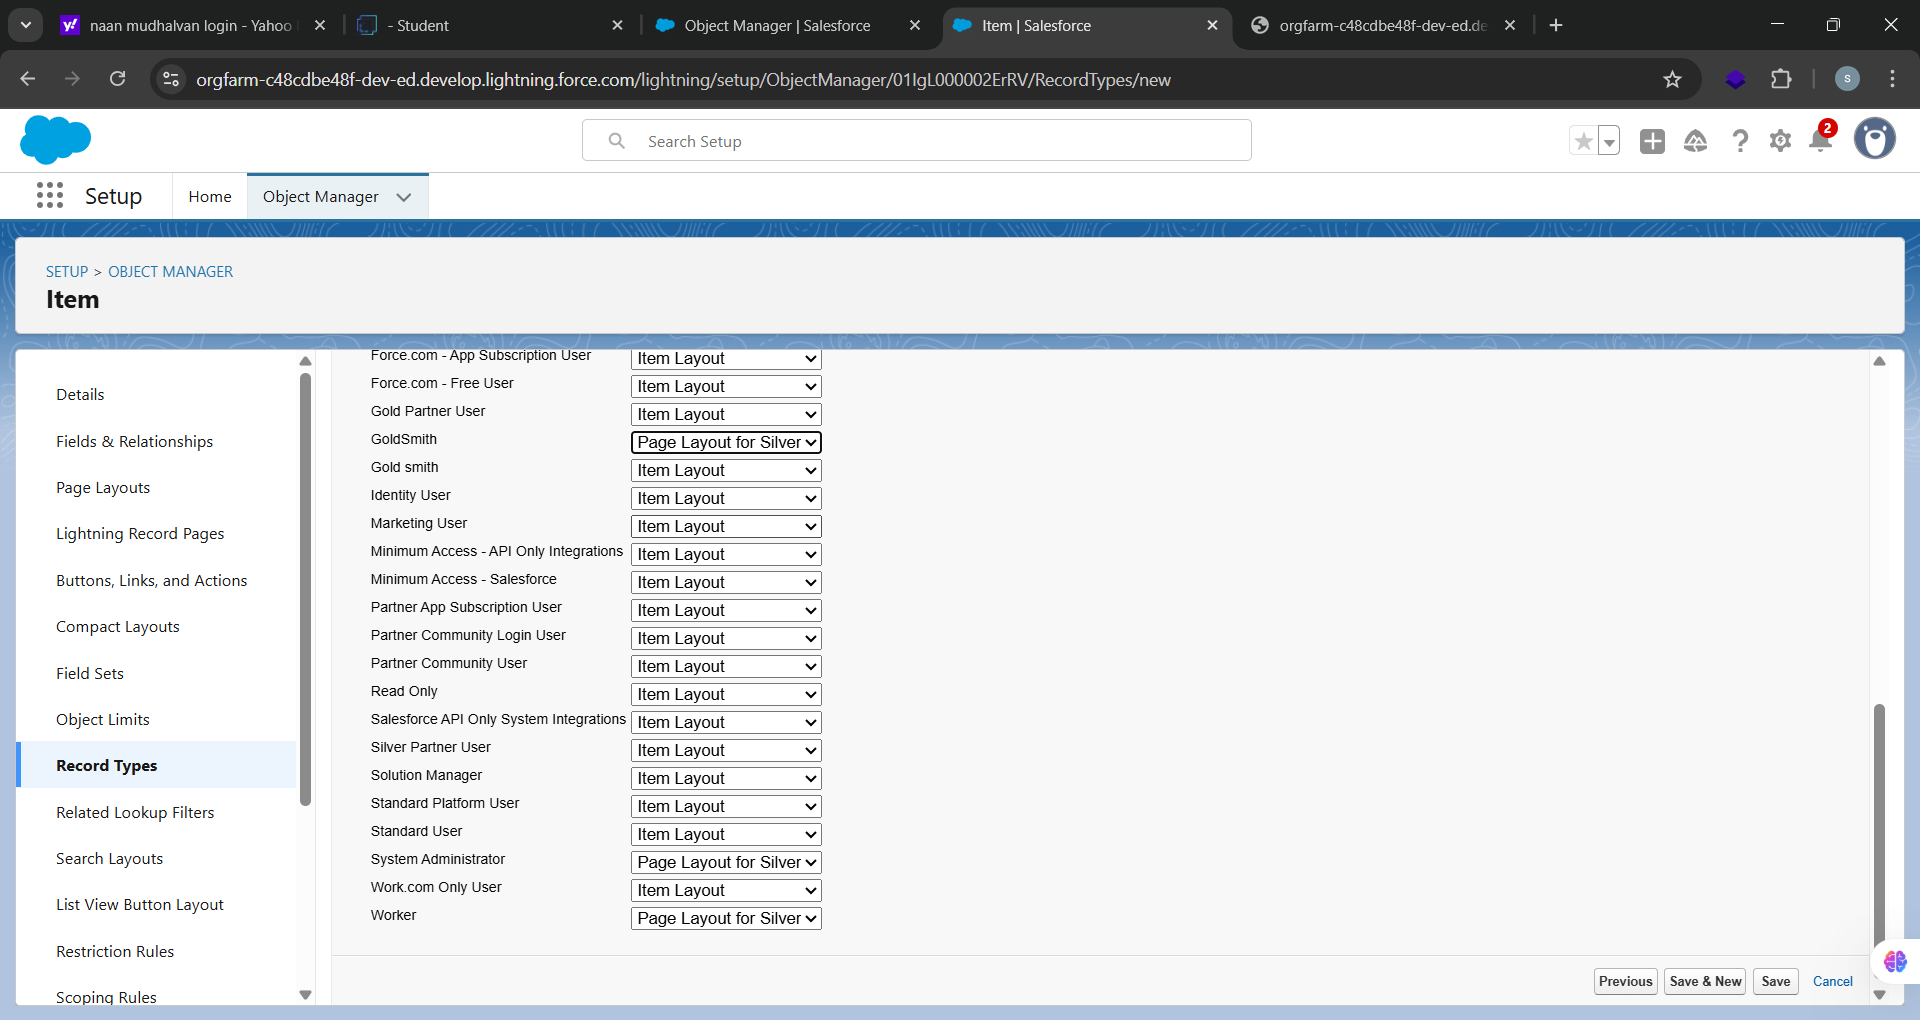 naan mudhalvan login - Yahoo
- Student
Object Manager | Salesforce
Item | Salesforce
orgfarm-c48cdbe48f-dev-ed.de
orgfarm-c48cdbe48f-dev-ed.develop.lightning.force.com/lightning/setup/ObjectManager/01IgL000002ErRV/RecordTypes/new
S
Search Setup
2
Setup
Home
Object Manager
SETUP > OBJECT MANAGER
Item
Details
Fields & Relationships
Page Layouts
Lightning Record Pages
Buttons, Links, and Actions
Compact Layouts
Field Sets
Object Limits
Record Types
Related Lookup Filters
Search Layouts
List View Button Layout
Restriction Rules
Scoping Rules
Force.com - App Subscription User Item Layout
Force.com - Free User Item Layout
Gold Partner User Item Layout
GoldSmith Page Layout for Silver
Gold smith Item Layout
Identity User Item Layout
Marketing User Item Layout
Minimum Access - API Only Integrations Item Layout
Minimum Access - Salesforce Item Layout
Partner App Subscription User Item Layout
Partner Community Login User Item Layout
Partner Community User Item Layout
Read Only Item Layout
Salesforce API Only System Integrations Item Layout
Silver Partner User Item Layout
Solution Manager Item Layout
Standard Platform User Item Layout
Standard User Item Layout
System Administrator Page Layout for Silver
Work.com Only User Item Layout
Worker Page Layout for Silver
Previous Save & New Save Cancel